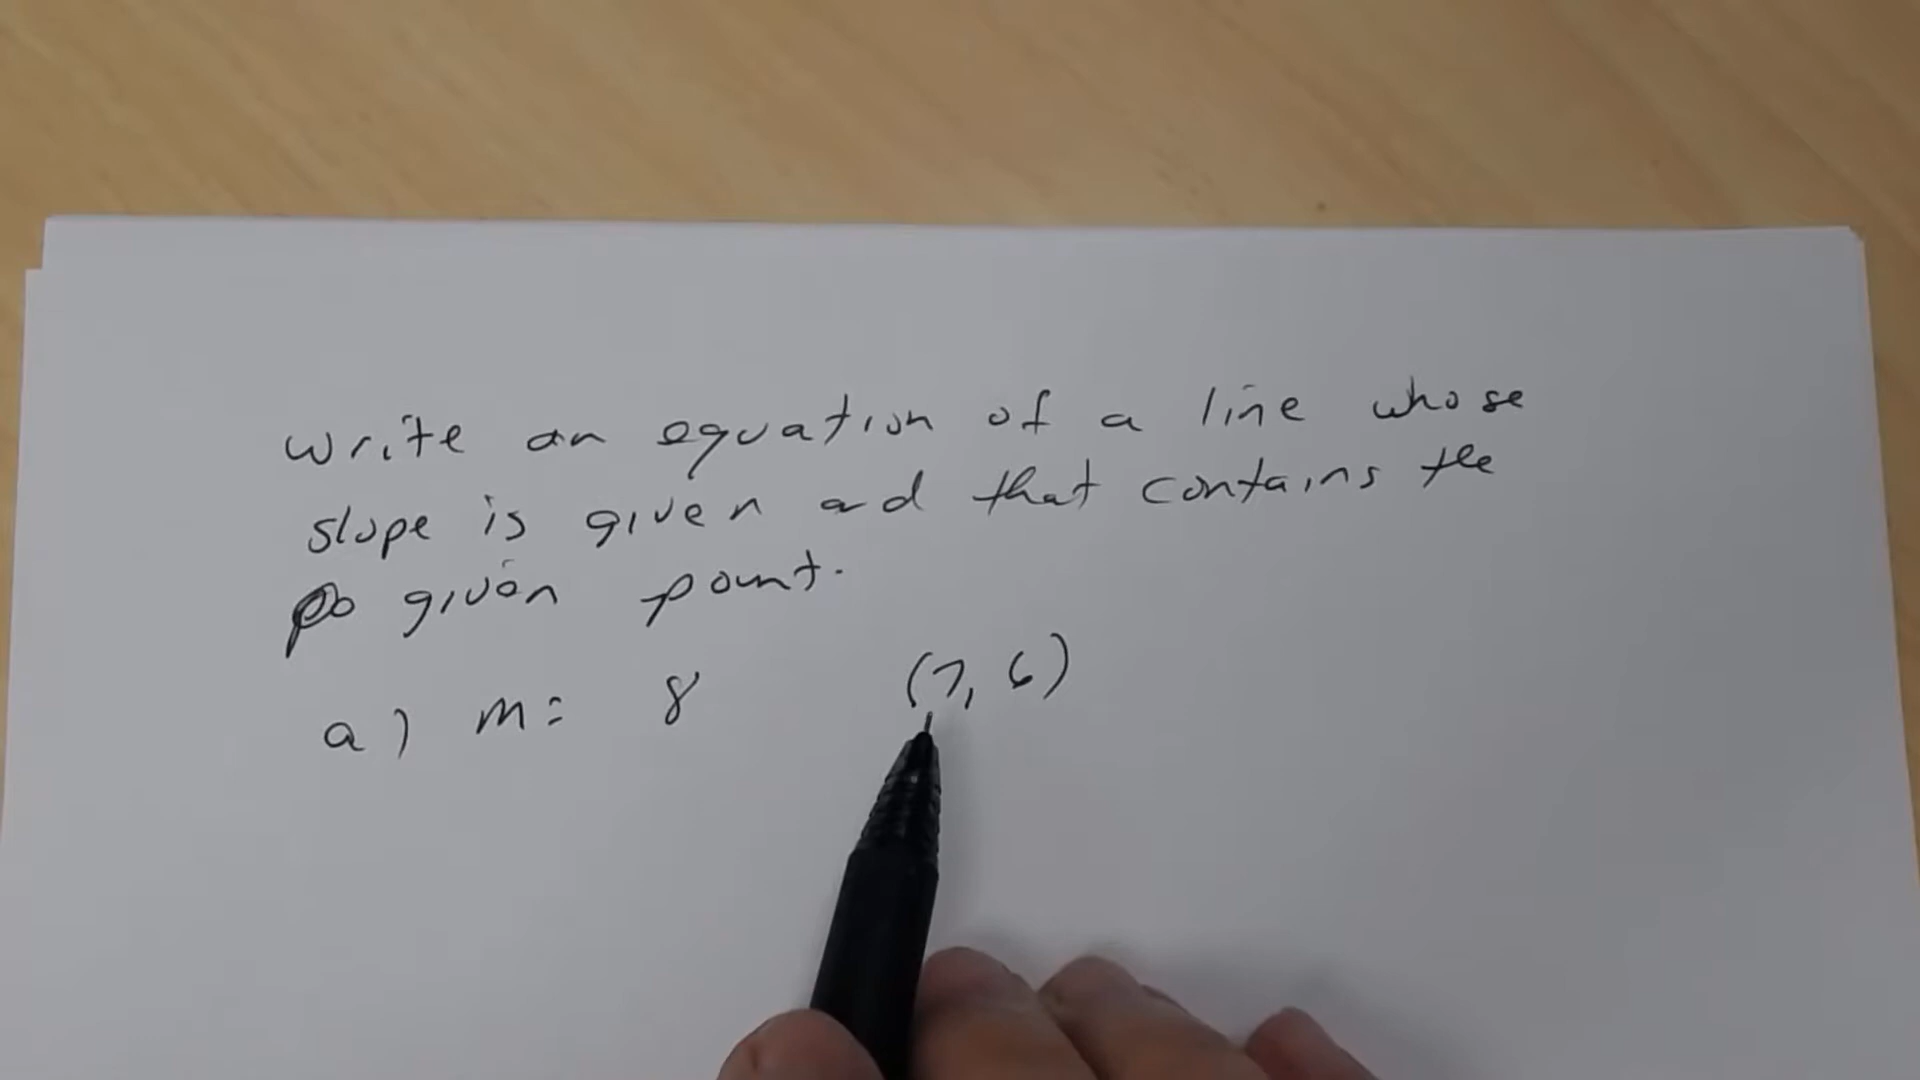 write an equation of a line whose
slope is given and that contains the
given point.
a) m = 8 (7, 6)